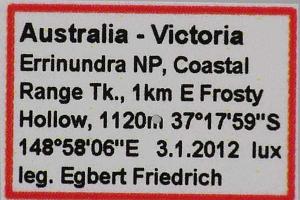 Australia - Victoria
Errinundra NP, Coastal
Range Tk., 1km E Frosty
Hollow, 1120m 37°17'59"S
148°58'06"E 3.1.2012 lux
leg. Egbert Friedrich